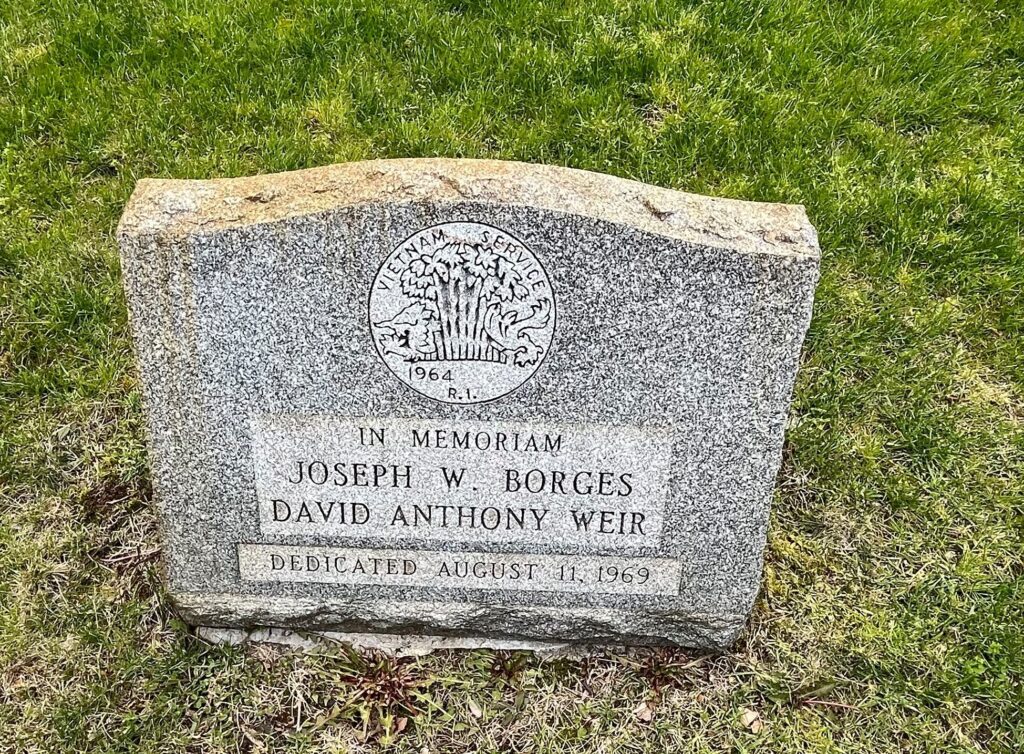 VIETNAM SERVICE
1964
R.I.
IN MEMORIAM
JOSEPH W. BORGES
DAVID ANTHONY WEIR
DEDICATED AUGUST 11, 1969